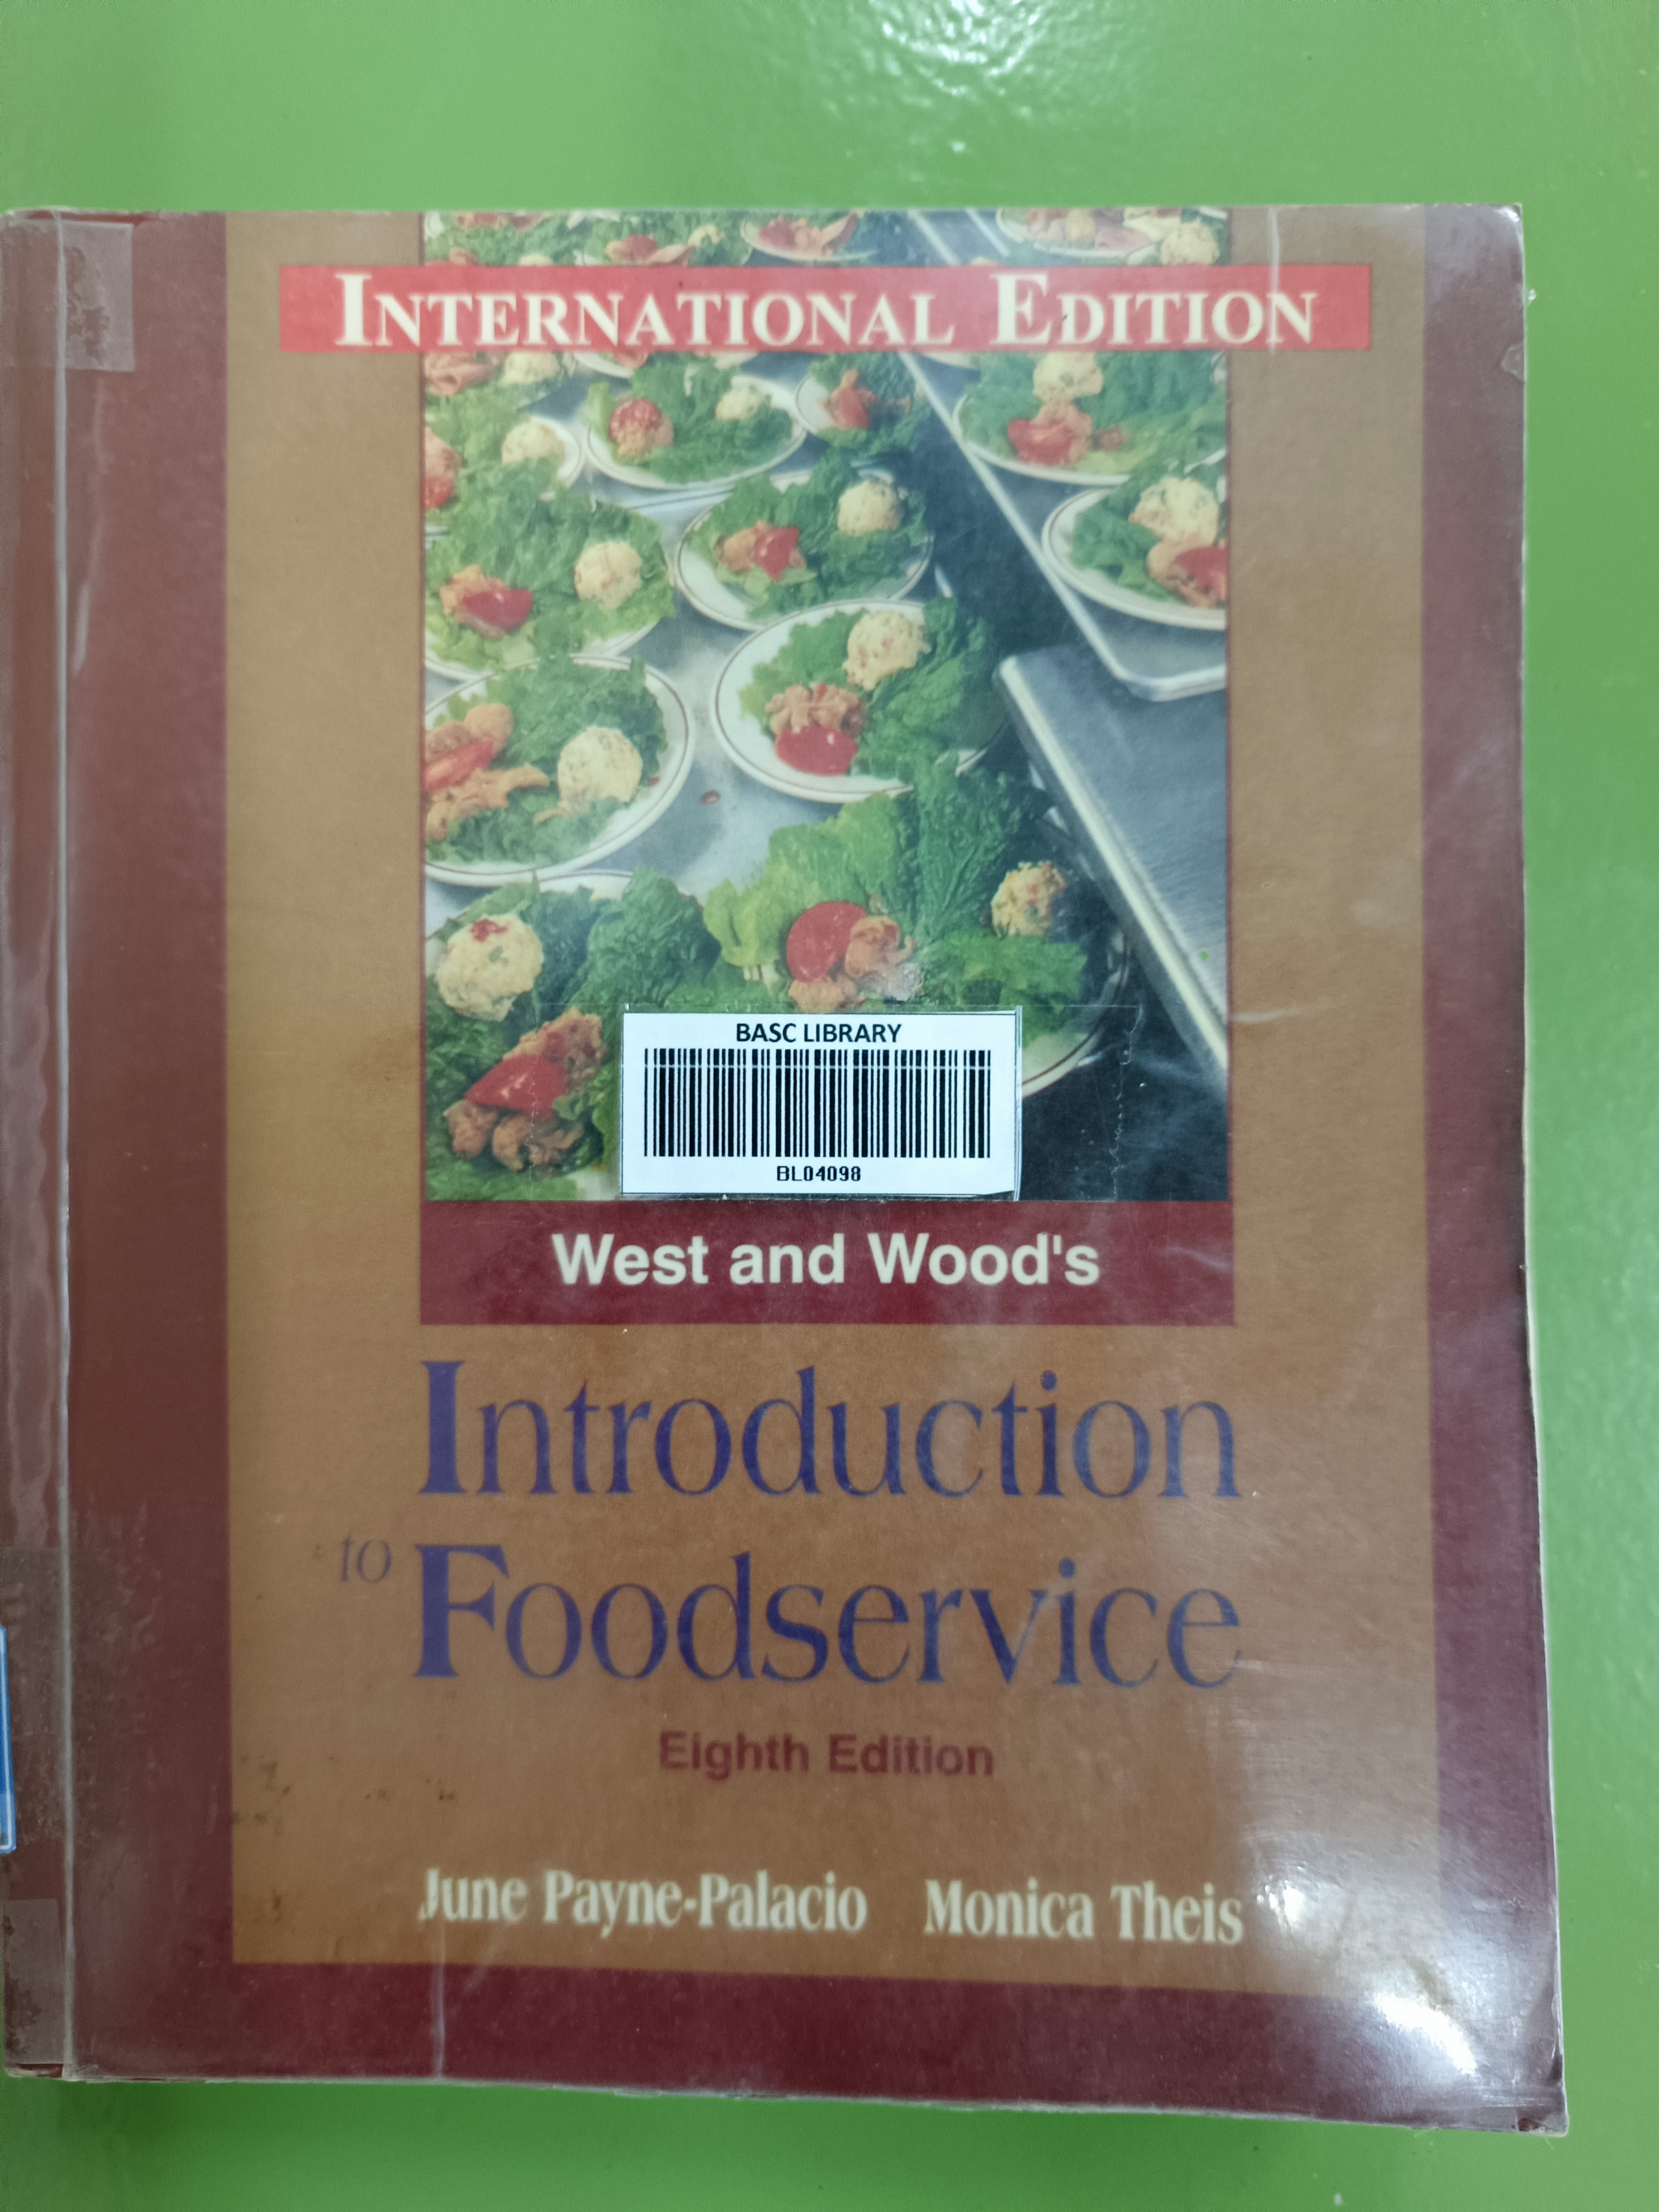 INTERNATIONAL EDITION
BASC LIBRARY
BL04098
West and Wood's
Introduction
to Foodservice
Eighth Edition
June Payne-Palacio Monica Theis